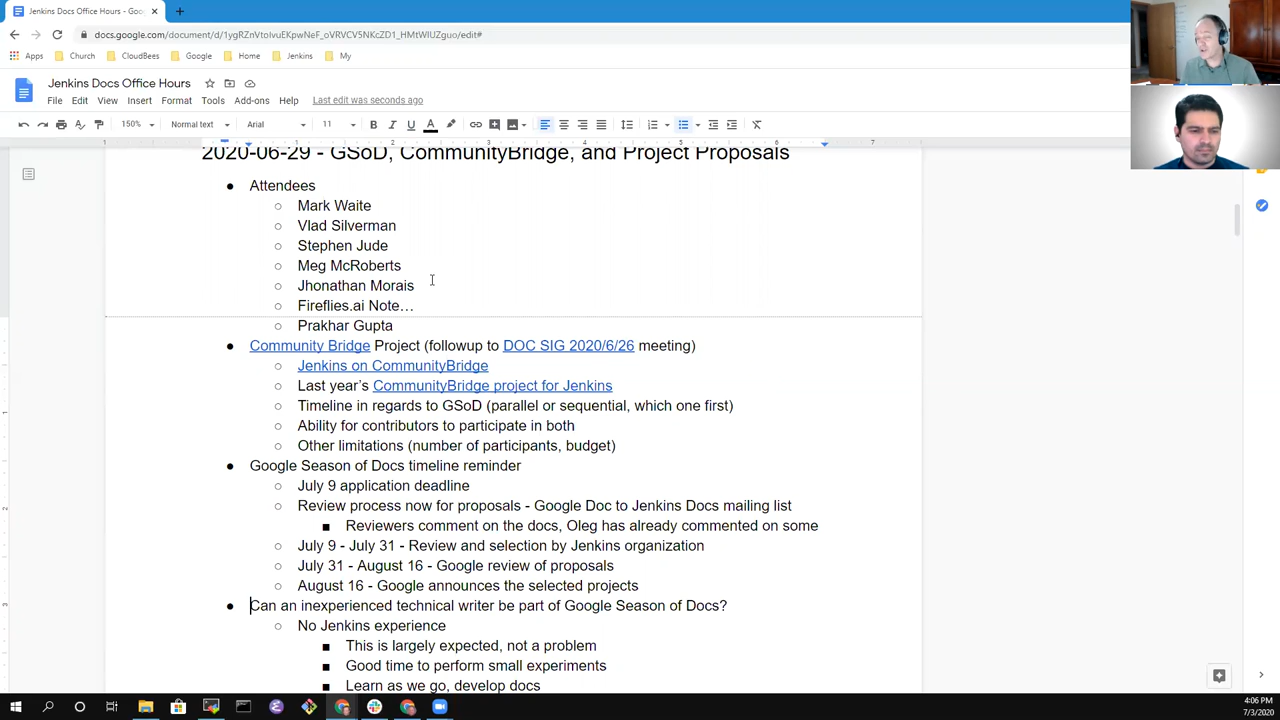 Jenkins Docs Office Hours - Goo
docs.google.com/document/d/1ygRZnVtoIvuEKpwNeF_oVRVCV5NKcZD1_HMtWIUZguo/edit#
Apps Church CloudBees Google Home Jenkins My
Jenkins Docs Office Hours
File Edit View Insert Format Tools Add-ons Help Last edit was seconds ago
150% Normal text Arial 11
1 1 2 3 4 5 6 7
2020-06-29 - GSoD, CommunityBridge, and Project Proposals
Attendees
Mark Waite
Vlad Silverman
Stephen Jude
Meg McRoberts
Jhonathan Morais
Fireflies.ai Note…
Prakhar Gupta
Community Bridge Project (followup to DOC SIG 2020/6/26 meeting)
Jenkins on CommunityBridge
Last year's CommunityBridge project for Jenkins
Timeline in regards to GSoD (parallel or sequential, which one first)
Ability for contributors to participate in both
Other limitations (number of participants, budget)
Google Season of Docs timeline reminder
July 9 application deadline
Review process now for proposals - Google Doc to Jenkins Docs mailing list
Reviewers comment on the docs, Oleg has already commented on some
July 9 - July 31 - Review and selection by Jenkins organization
July 31 - August 16 - Google review of proposals
August 16 - Google announces the selected projects
Can an inexperienced technical writer be part of Google Season of Docs?
No Jenkins experience
This is largely expected, not a problem
Good time to perform small experiments
Learn as we go, develop docs
4:06 PM
7/3/2020